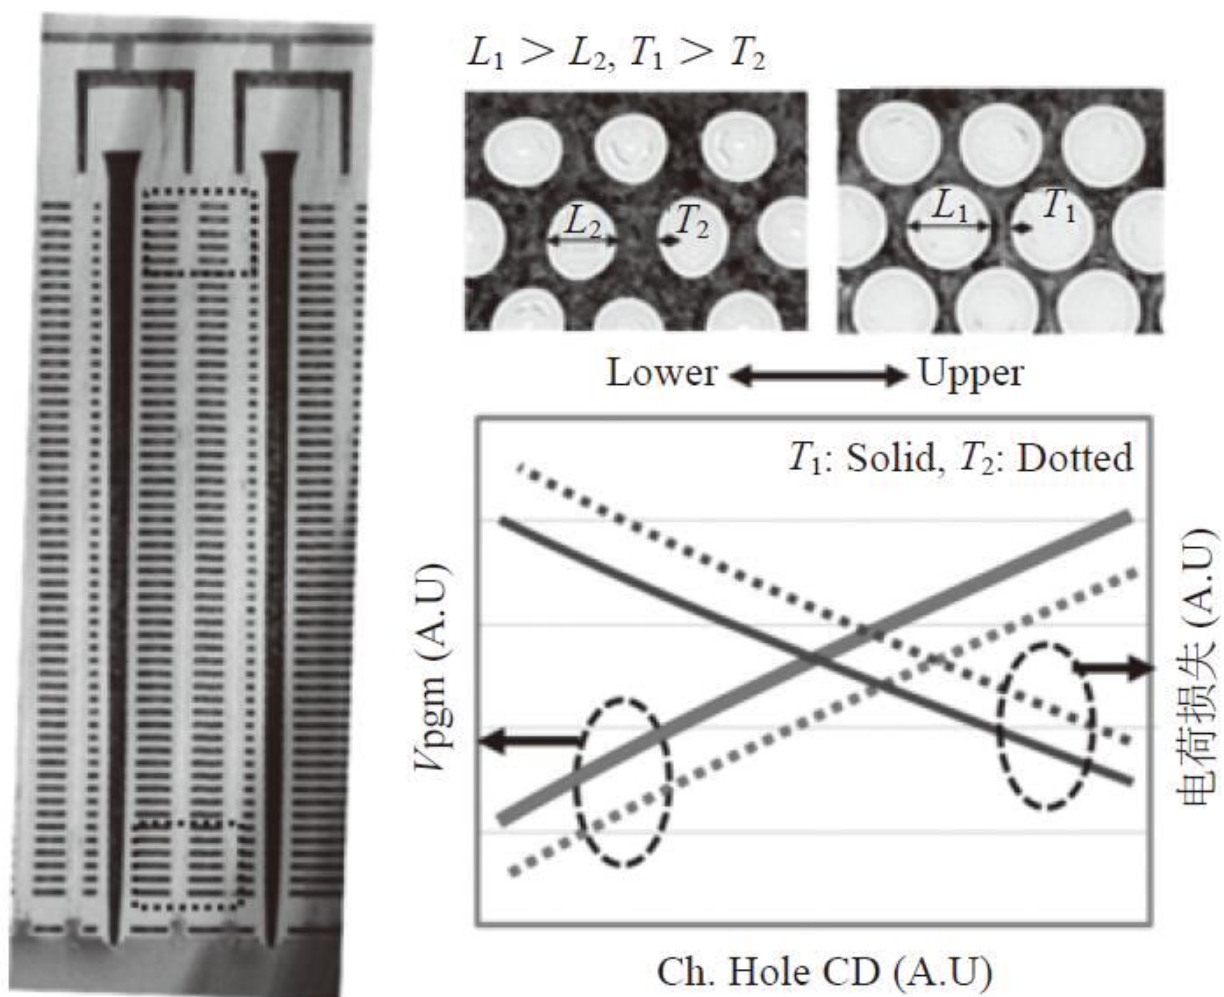 L₁ > L₂, T₁ > T₂
L₂
T₂
L₁
T₁
Lower
Upper
T₁: Solid, T₂: Dotted
Vpgm (A.U)
电荷损失 (A.U)
Ch. Hole CD (A.U)